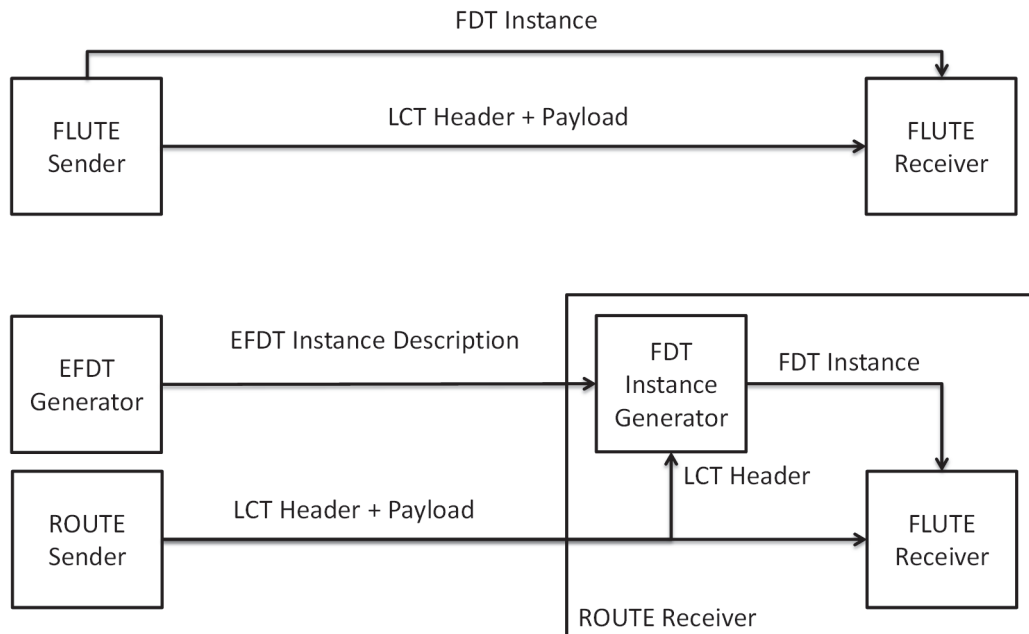 FDT Instance
FLUTE
Sender
LCT Header + Payload
FLUTE
Receiver
EFDT
Generator
EFDT Instance Description
FDT
Instance
Generator
FDT Instance
LCT Header
ROUTE
Sender
LCT Header + Payload
FLUTE
Receiver
ROUTE Receiver